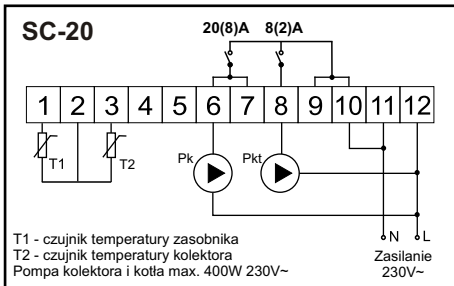 SC-20
20(8)A 8(2)A
1 2 3 4 5 6 7 8 9 10 11 12
T1 T2 Pk Pkt
N L
T1 - czujnik temperatury zasobnika
T2 - czujnik temperatury kolektora
Pompa kolektora i kotła max. 400W 230V~
Zasilanie
230V~